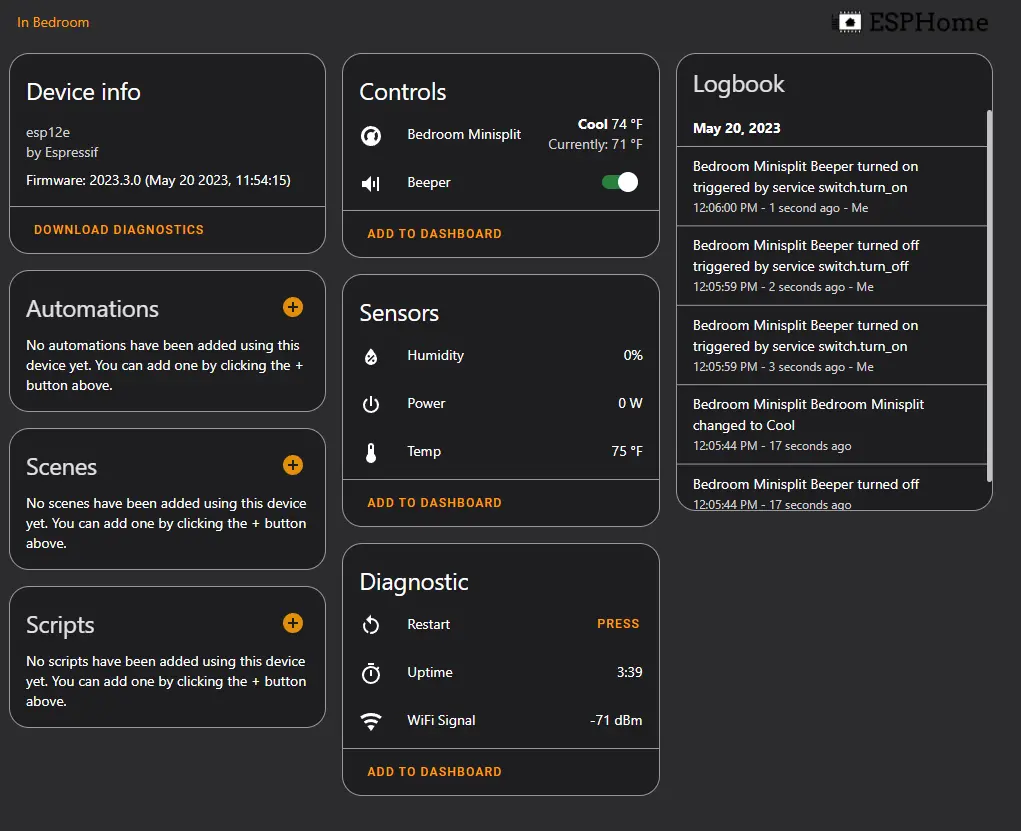 In Bedroom
ESPHome
Device info
esp12e
by Espressif
Firmware: 2023.3.0 (May 20 2023, 11:54:15)
DOWNLOAD DIAGNOSTICS
Automations
No automations have been added using this
device yet. You can add one by clicking the +
button above.
Scenes
No scenes have been added using this device
yet. You can add one by clicking the + button
above.
Scripts
No scripts have been added using this device
yet. You can add one by clicking the + button
above.
Controls
Bedroom Minisplit
Cool 74 °F
Currently: 71 °F
Beeper
ADD TO DASHBOARD
Sensors
Humidity 0%
Power 0 W
Temp 75 °F
ADD TO DASHBOARD
Diagnostic
Restart PRESS
Uptime 3:39
WiFi Signal -71 dBm
ADD TO DASHBOARD
Logbook
May 20, 2023
Bedroom Minisplit Beeper turned on
triggered by service switch.turn_on
12:06:00 PM - 1 second ago - Me
Bedroom Minisplit Beeper turned off
triggered by service switch.turn_off
12:05:59 PM - 2 seconds ago - Me
Bedroom Minisplit Beeper turned on
triggered by service switch.turn_on
12:05:59 PM - 3 seconds ago - Me
Bedroom Minisplit Bedroom Minisplit
changed to Cool
12:05:44 PM - 17 seconds ago
Bedroom Minisplit Beeper turned off
12:05:44 PM - 17 seconds ago